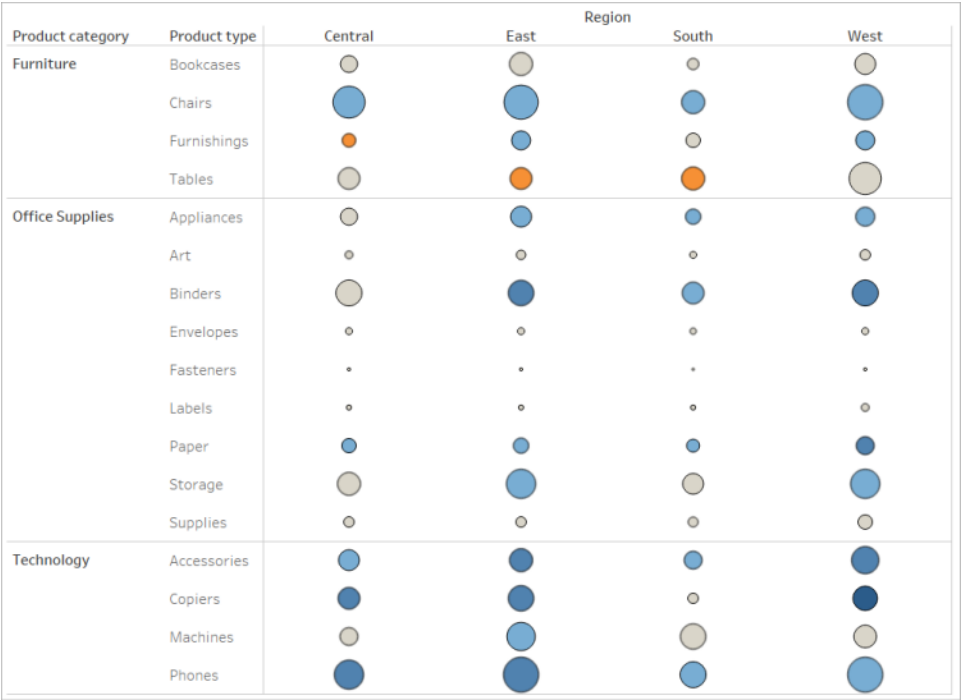 Region
Product category Product type Central East South West
Furniture Bookcases
Chairs
Furnishings
Tables
Office Supplies Appliances
Art
Binders
Envelopes
Fasteners
Labels
Paper
Storage
Supplies
Technology Accessories
Copiers
Machines
Phones